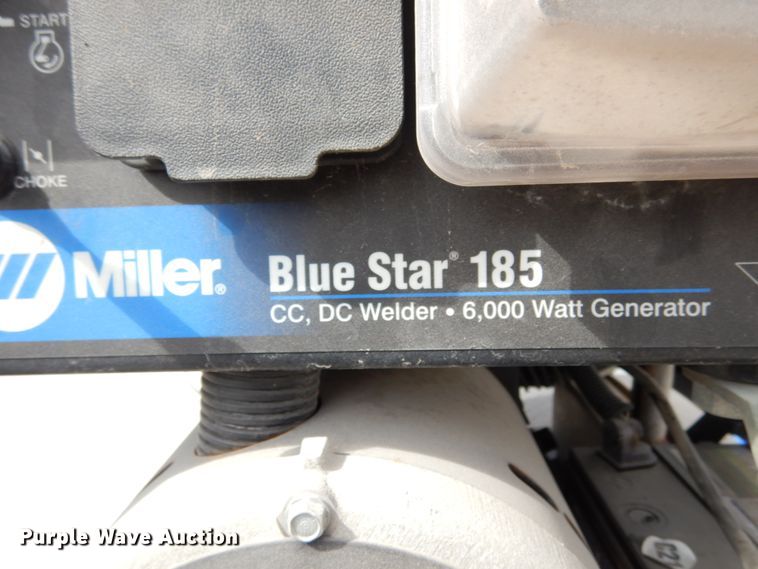 START
CHOKE
Miller®
Blue Star® 185
CC, DC Welder • 6,000 Watt Generator
Purple Wave Auction